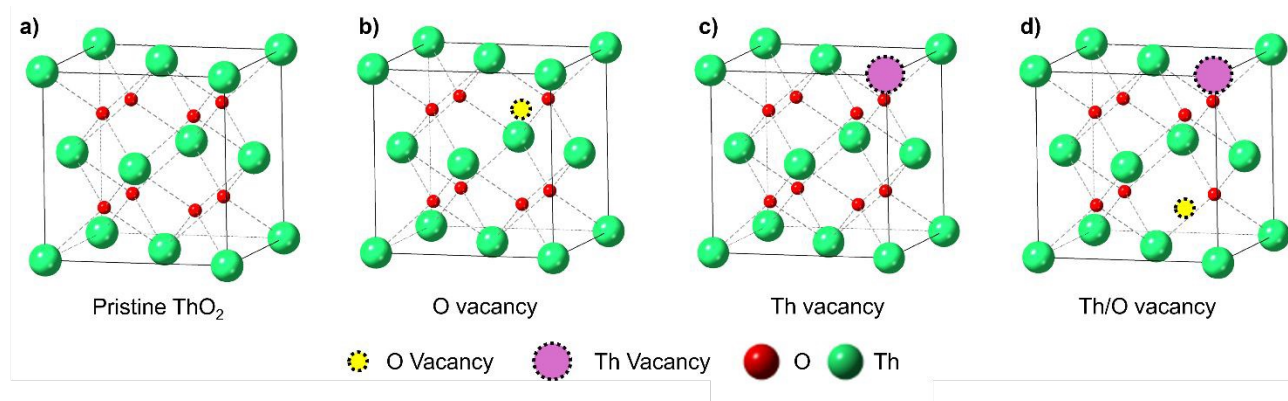 a)
b)
c)
d)
Pristine ThO₂
O vacancy
Th vacancy
Th/O vacancy
O Vacancy
Th Vacancy
O
Th